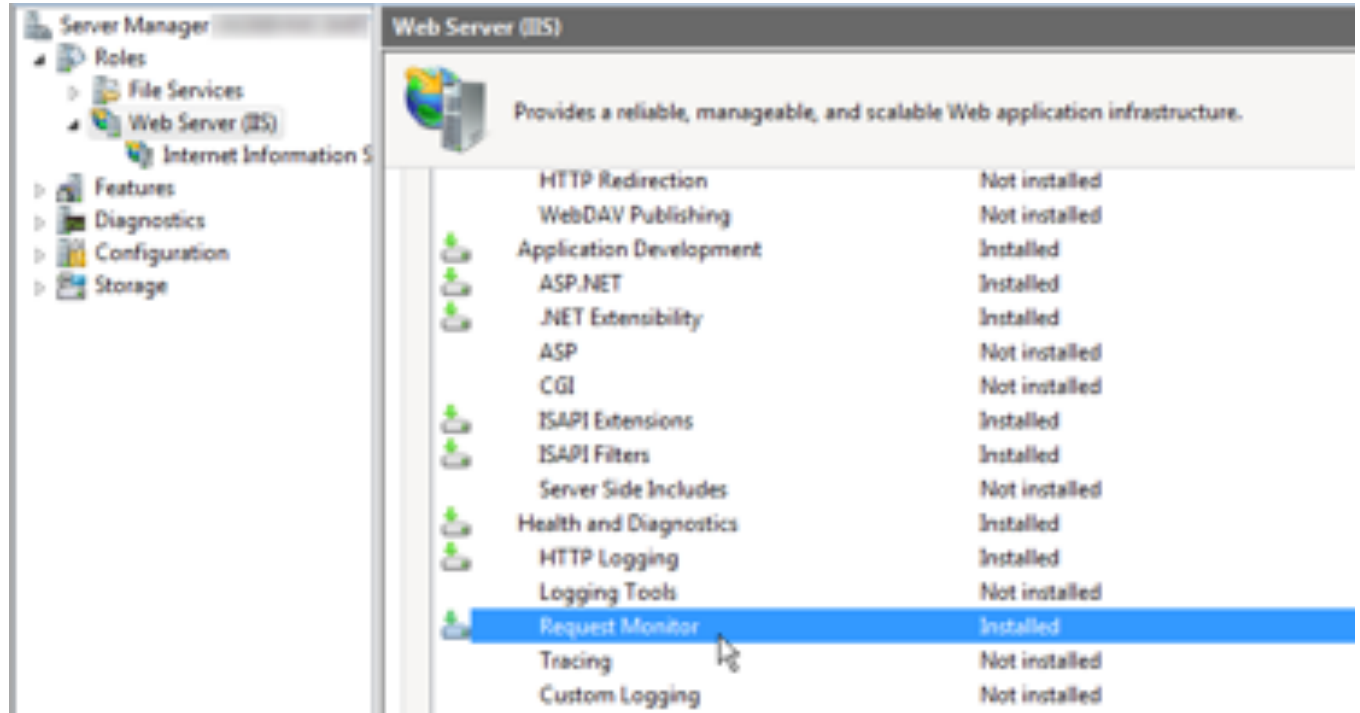 Server Manager
Roles
File Services
Web Server (IIS)
Internet Information S
Features
Diagnostics
Configuration
Storage
Web Server (IIS)
Provides a reliable, manageable, and scalable Web application infrastructure.
HTTP Redirection Not installed
WebDAV Publishing Not installed
Application Development Installed
ASP.NET Installed
.NET Extensibility Installed
ASP Not installed
CGI Not installed
ISAPI Extensions Installed
ISAPI Filters Installed
Server Side Includes Not installed
Health and Diagnostics Installed
HTTP Logging Installed
Logging Tools Not installed
Request Monitor Installed
Tracing Not installed
Custom Logging Not installed